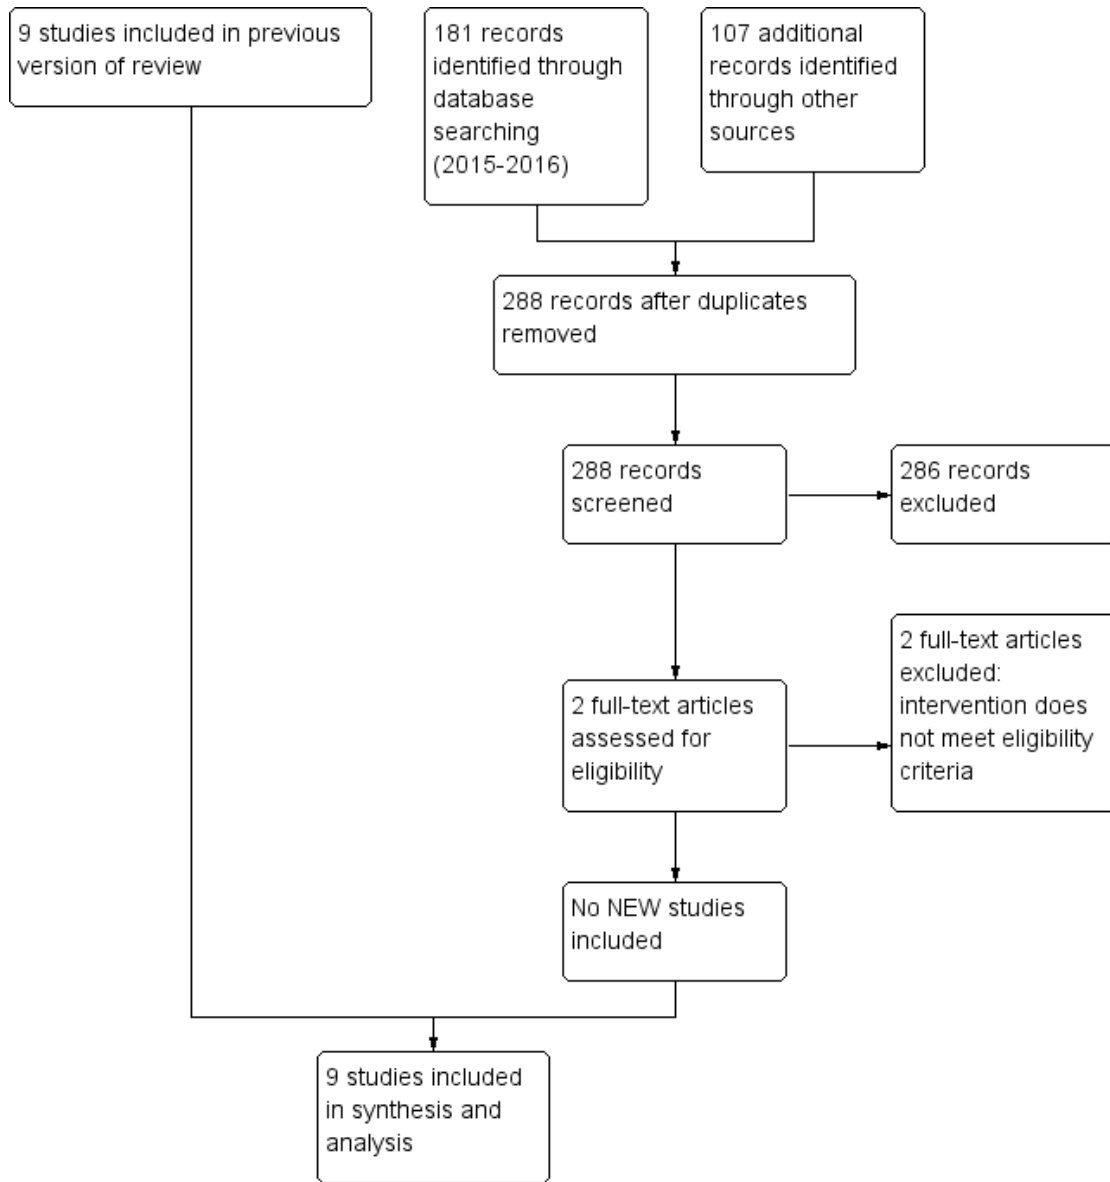 9 studies included in previous
version of review
181 records
identified through
database
searching
(2015-2016)
107 additional
records identified
through other
sources
288 records after duplicates
removed
288 records
screened
286 records
excluded
2 full-text articles
assessed for
eligibility
2 full-text articles
excluded:
intervention does
not meet eligibility
criteria
No NEW studies
included
9 studies included
in synthesis and
analysis